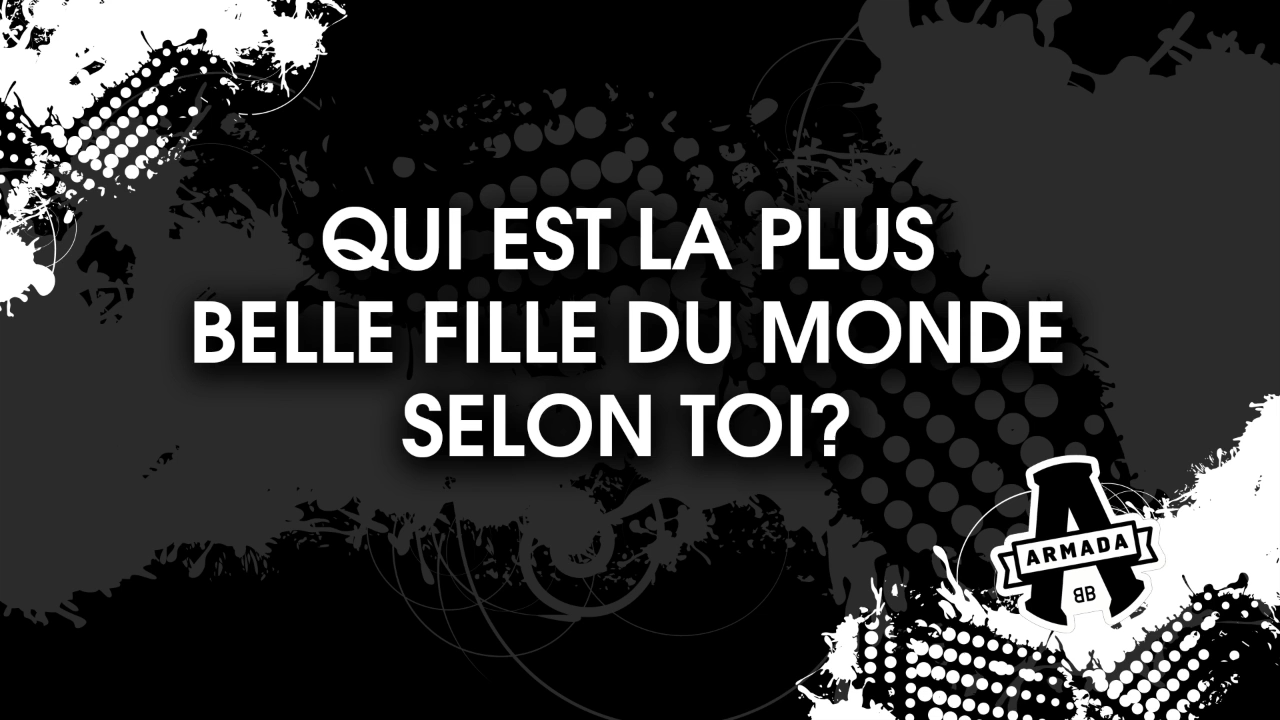 QUI EST LA PLUS
BELLE FILLE DU MONDE
SELON TOI?
A
ARMADA
BB